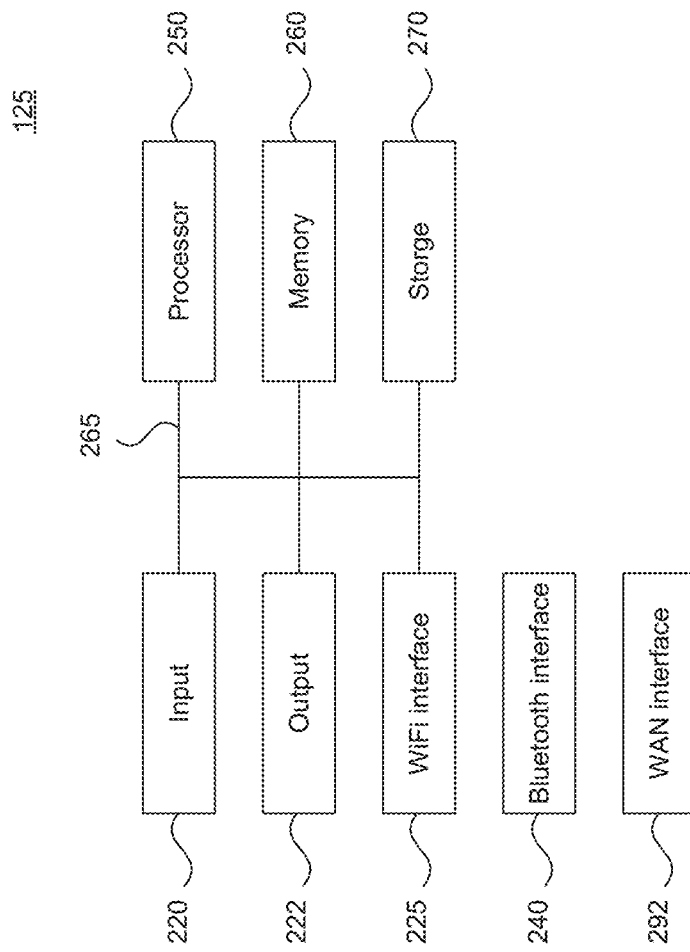 125
265
Input
Processor
220
250
Output
Memory
222
260
WiFi interface
Storge
225
270
Bluetooth interface
240
WAN interface
292